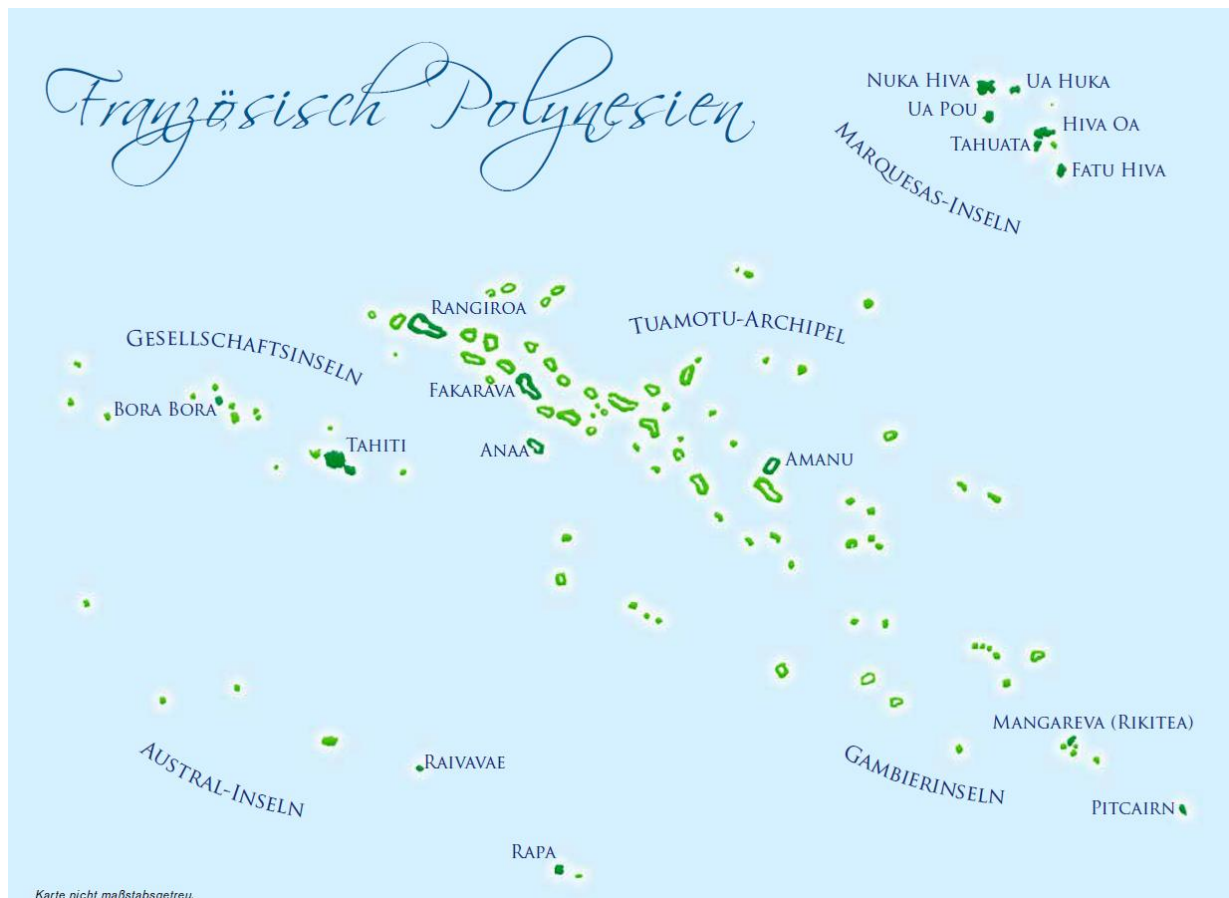 Französisch Polynesien
Nuka Hiva
Ua Huka
Ua Pou
Hiva Oa
Tahuata
Fatu Hiva
Marquesas-Inseln
Rangiroa
Tuamotu-Archipel
Gesellschaftsinseln
Fakarava
Bora Bora
Tahiti
Anaa
Amanu
Mangareva (Rikitea)
Gambierinseln
Austral-Inseln
Raivavae
Pitcairn
Rapa
Karte nicht maßstabsgetreu.